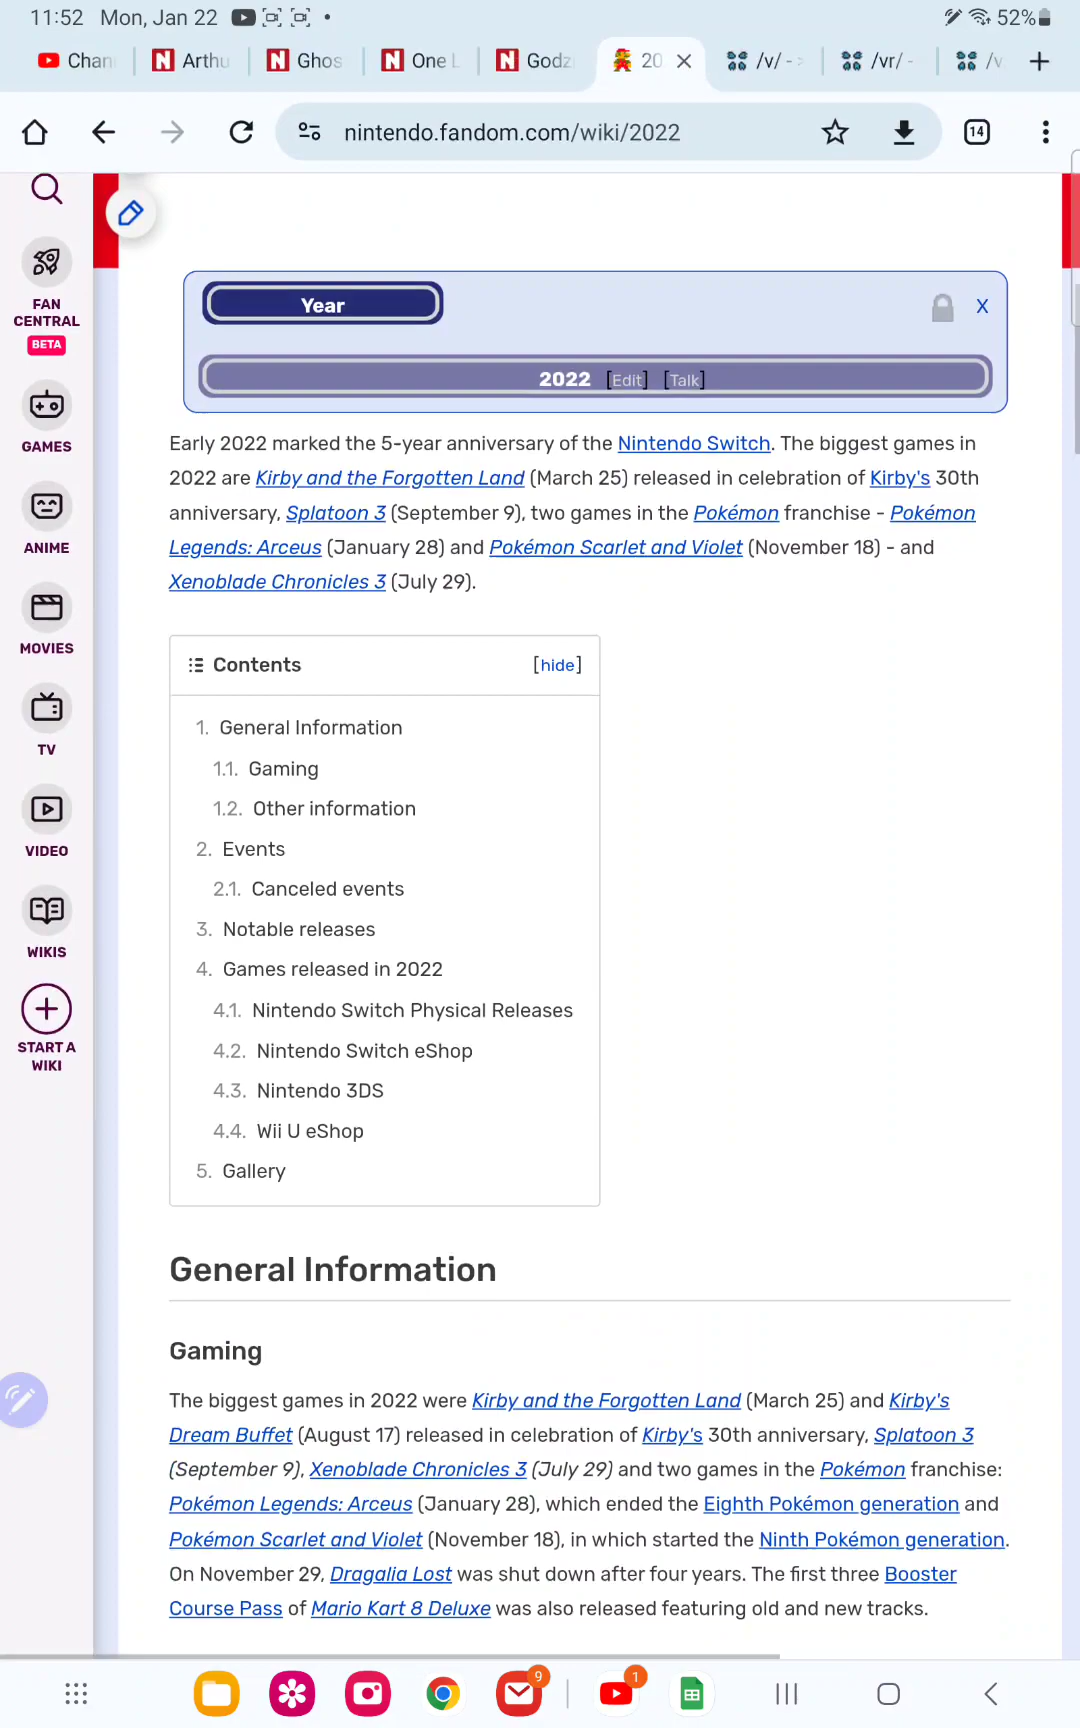 11:52 Mon, Jan 22 52%
Chan Arthu Ghos One L Godz 20 /v/ - /vr/ - /v
nintendo.fandom.com/wiki/2022 14
FAN
CENTRAL
BETA
GAMES
ANIME
MOVIES
TV
VIDEO
WIKIS
START A
WIKI
Year X
2022 [Edit] [Talk]
Early 2022 marked the 5-year anniversary of the Nintendo Switch. The biggest games in
2022 are Kirby and the Forgotten Land (March 25) released in celebration of Kirby's 30th
anniversary, Splatoon 3 (September 9), two games in the Pokémon franchise - Pokémon
Legends: Arceus (January 28) and Pokémon Scarlet and Violet (November 18) - and
Xenoblade Chronicles 3 (July 29).
Contents [hide]
1. General Information
1.1. Gaming
1.2. Other information
2. Events
2.1. Canceled events
3. Notable releases
4. Games released in 2022
4.1. Nintendo Switch Physical Releases
4.2. Nintendo Switch eShop
4.3. Nintendo 3DS
4.4. Wii U eShop
5. Gallery
General Information
Gaming
The biggest games in 2022 were Kirby and the Forgotten Land (March 25) and Kirby's
Dream Buffet (August 17) released in celebration of Kirby's 30th anniversary, Splatoon 3
(September 9), Xenoblade Chronicles 3 (July 29) and two games in the Pokémon franchise:
Pokémon Legends: Arceus (January 28), which ended the Eighth Pokémon generation and
Pokémon Scarlet and Violet (November 18), in which started the Ninth Pokémon generation.
On November 29, Dragalia Lost was shut down after four years. The first three Booster
Course Pass of Mario Kart 8 Deluxe was also released featuring old and new tracks.
9 1